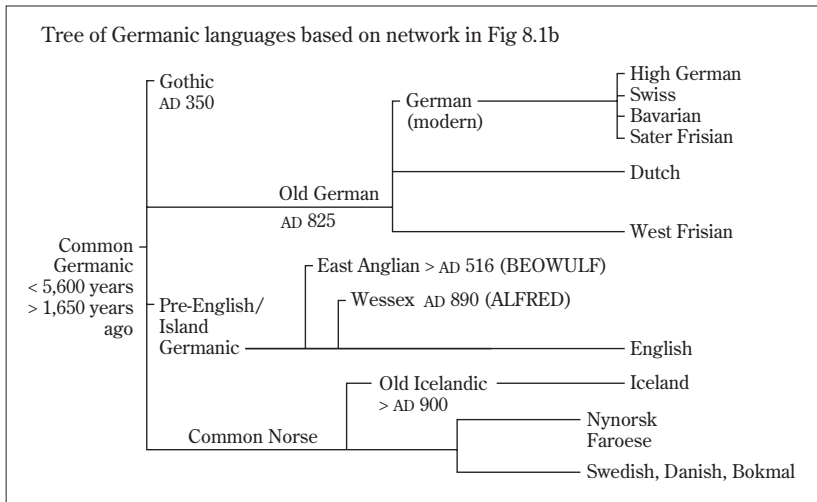 Tree of Germanic languages based on network in Fig 8.1b
Gothic
AD 350
German
(modern)
High German
Swiss
Bavarian
Sater Frisian
Dutch
Old German
AD 825
West Frisian
Common
Germanic
< 5,600 years
> 1,650 years
ago
East Anglian > AD 516 (BEOWULF)
Wessex AD 890 (ALFRED)
Pre-English/
Island
Germanic
English
Old Icelandic
> AD 900
Iceland
Common Norse
Nynorsk
Faroese
Swedish, Danish, Bokmal